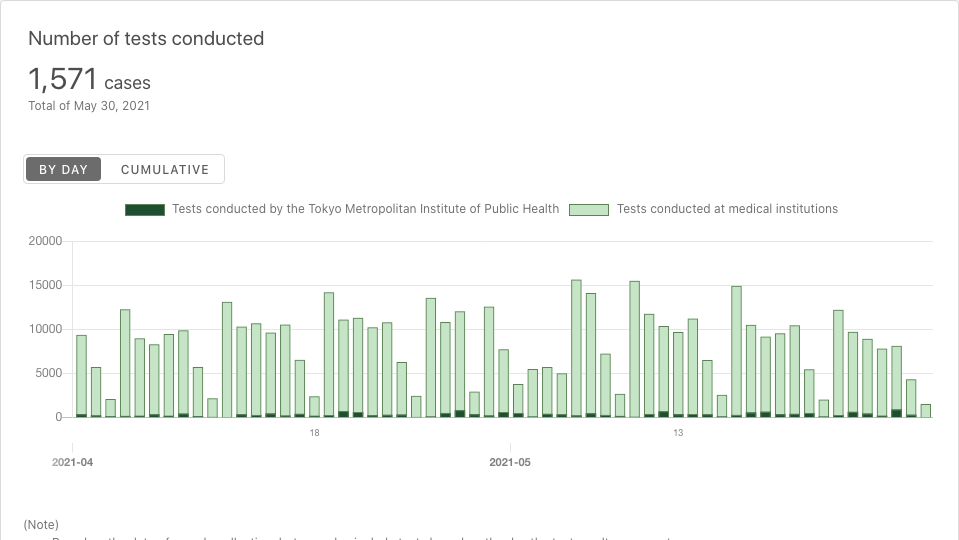 Number of tests conducted
1,571 cases
Total of May 30, 2021
BY DAY CUMULATIVE
Tests conducted by the Tokyo Metropolitan Institute of Public Health Tests conducted at medical institutions
20000
15000
10000
5000
0
18 13
2021-04 2021-05
(Note)